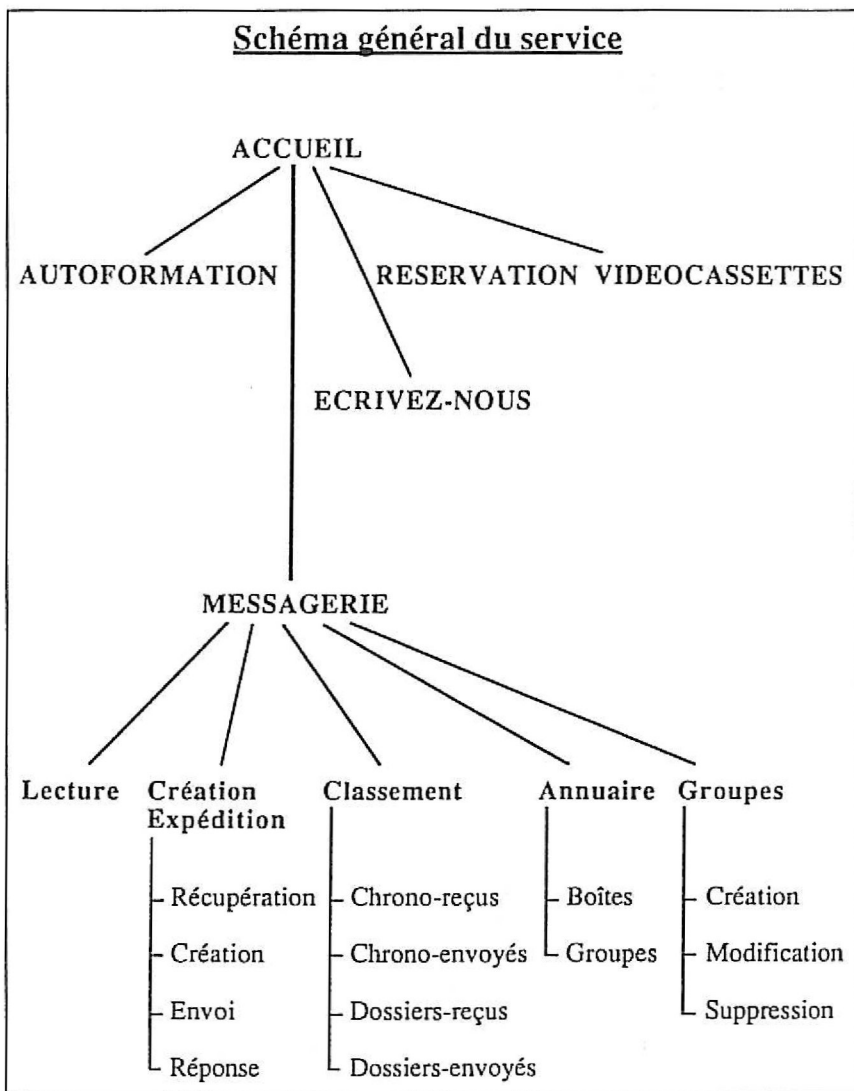 Schéma général du service
ACCUEIL
AUTOFORMATION
RESERVATION VIDEOCASSETTES
ECRIVEZ-NOUS
MESSAGERIE
Lecture
Création
Expédition
Récupération
Création
Envoi
Réponse
Classement
Chrono-reçus
Chrono-envoyés
Dossiers-reçus
Dossiers-envoyés
Annuaire
Boîtes
Groupes
Groupes
Création
Modification
Suppression